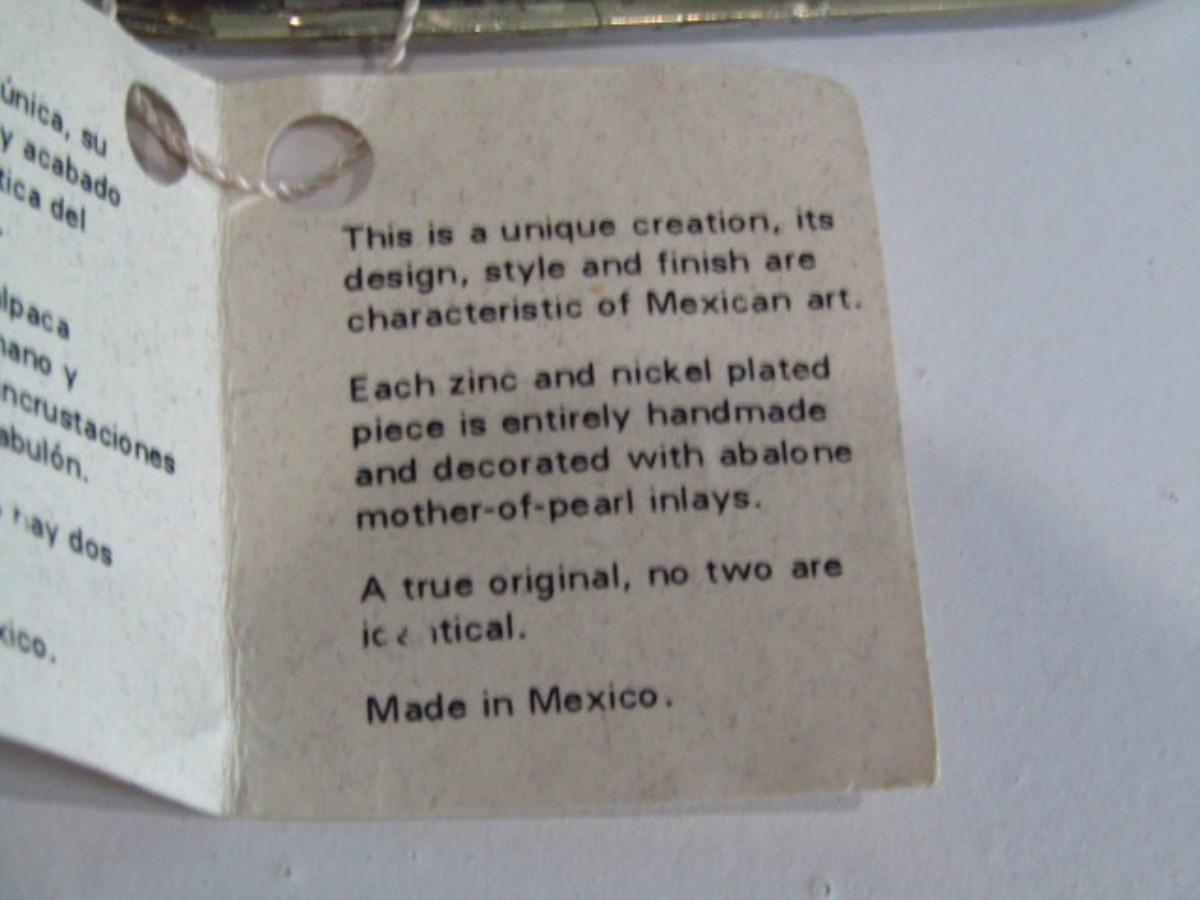 única, su
y acabado
tica del
lpaca
mano y
ncrustaciones
abulón.
hay dos
xico.
This is a unique creation, its
design, style and finish are
characteristic of Mexican art.
Each zinc and nickel plated
piece is entirely handmade
and decorated with abalone
mother-of-pearl inlays.
A true original, no two are
identical.
Made in Mexico.